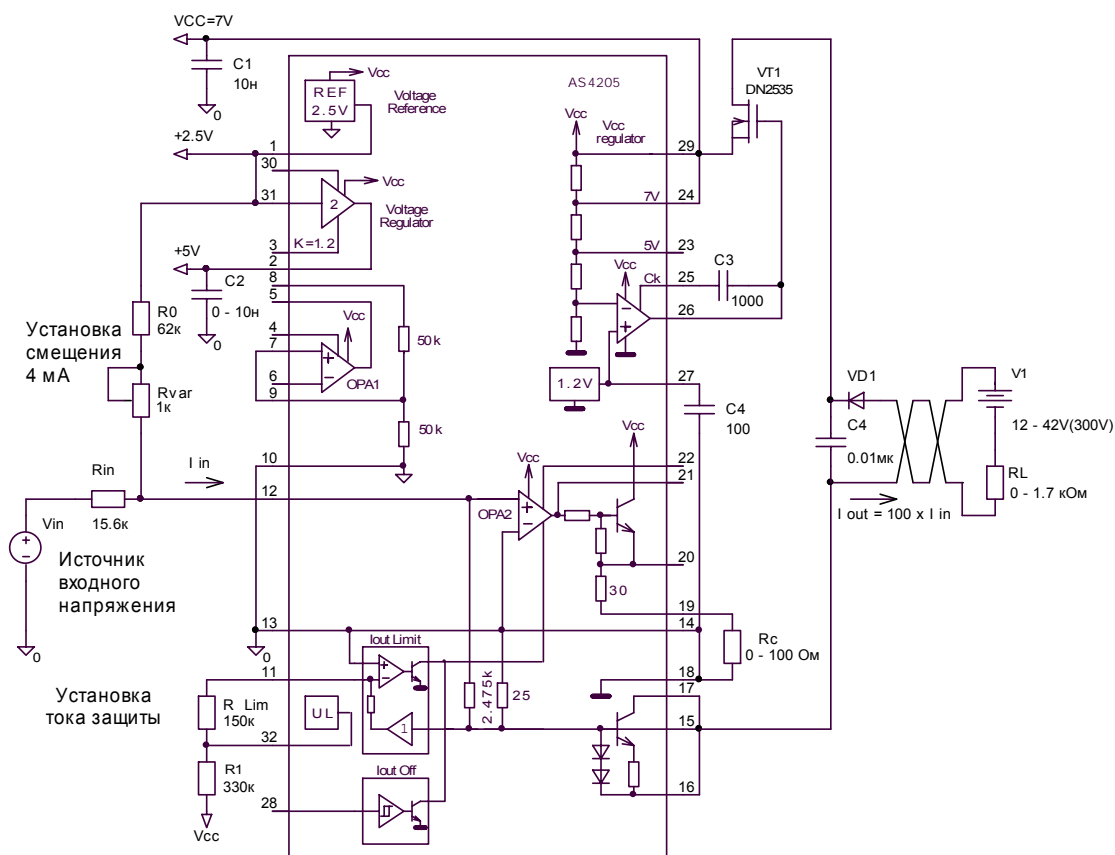 VCC=7V
C1
10н
0
+2.5V
REF
2.5V
Vcc
Voltage
Reference
AS4205
Vcc
Vcc
regulator
VT1
DN2535
1
30
31
3
2
8
5
4
7
6
9
10
12
13
11
32
28
2
K=1.2
Vcc
Voltage
Regulator
+5V
C2
0 - 10н
0
Vcc
OPA1
50k
50k
29
7V
24
5V
23
Ck
25
C3
1000
26
Vcc
1.2V
27
C4
100
R0
62к
Установка
смещения
4 мА
Rvar
1к
Rin
15.6к
I in
Vin
Источник
входного
напряжения
0
0
Vcc
OPA2
Vcc
22
21
20
30
19
14
Rc
0 - 100 Ом
18
17
15
16
VD1
C4
0.01мк
V1
12 - 42V(300V)
RL
0 - 1.7 кОм
I out = 100 x I in
Iout Limit
1
2.475k
25
UL
Установка
тока защиты
R_Lim
150к
R1
330к
Vcc
Iout Off